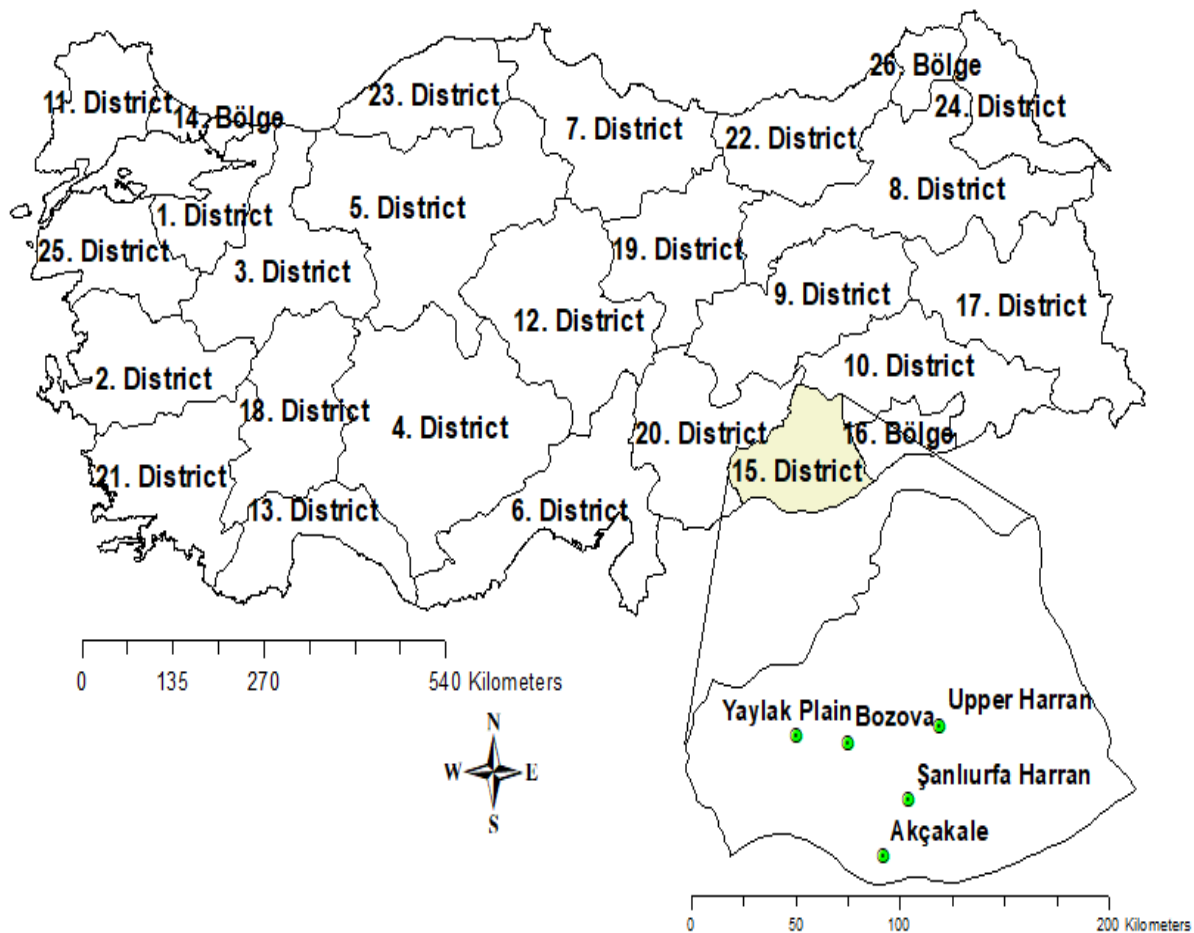 26. Bölge
23. District
11. District
24. District
14. Bölge
7. District
22. District
8. District
5. District
1. District
25. District
19. District
3. District
9. District
17. District
12. District
10. District
2. District
18. District
4. District
20. District
16. Bölge
15. District
21. District
13. District
6. District
0 135 270 540 Kilometers
N
W E
S
Upper Harran
Yaylak Plain
Bozova
Şanlıurfa Harran
Akçakale
0 50 100 200 Kilometers